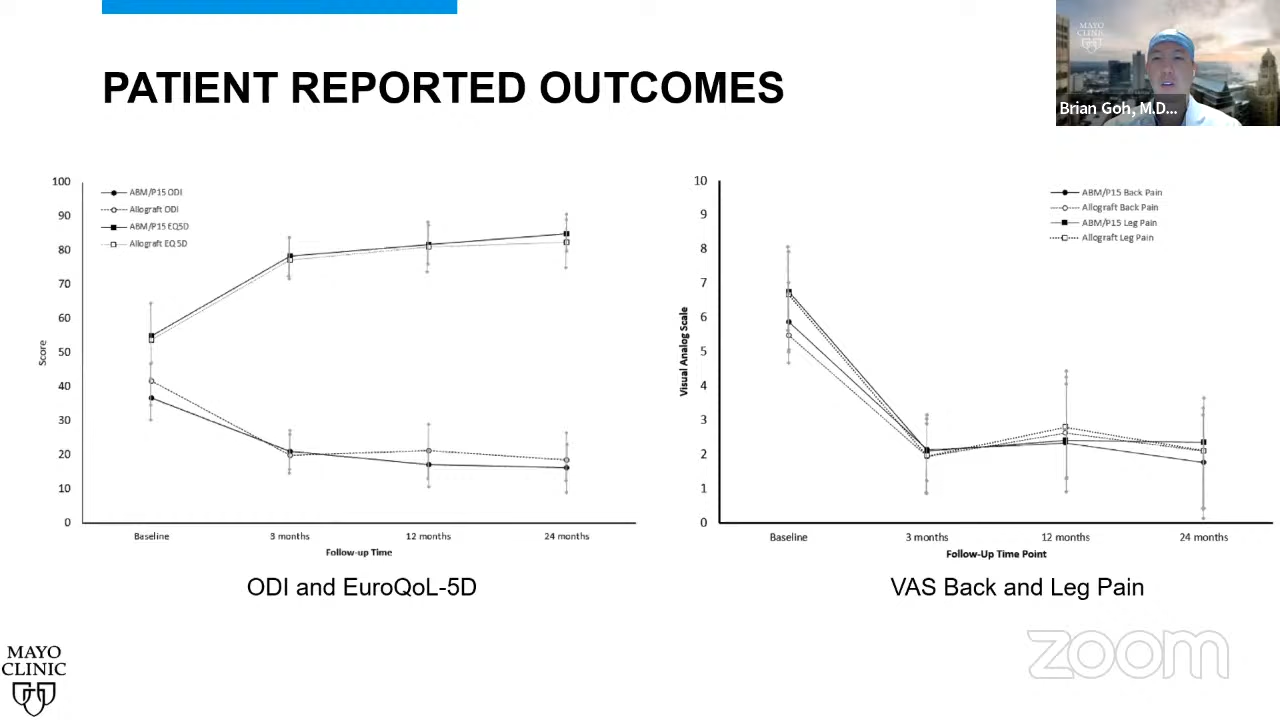 PATIENT REPORTED OUTCOMES
MAYO
CLINIC
Brian Goh, M.D...
100
90
80
70
60
50
40
30
20
10
0
Score
ABM/P15 ODI
Allograft ODI
ABM/P15 EQ5D
Allograft EQ5D
Baseline
3 months
12 months
24 months
Follow-up Time
ODI and EuroQoL-5D
10
9
8
7
6
5
4
3
2
1
0
Visual Analog Scale
ABM/P15 Back Pain
Allograft Back Pain
ABM/P15 Leg Pain
Allograft Leg Pain
Baseline
3 months
12 months
24 months
Follow-Up Time Point
VAS Back and Leg Pain
MAYO
CLINIC
zoom